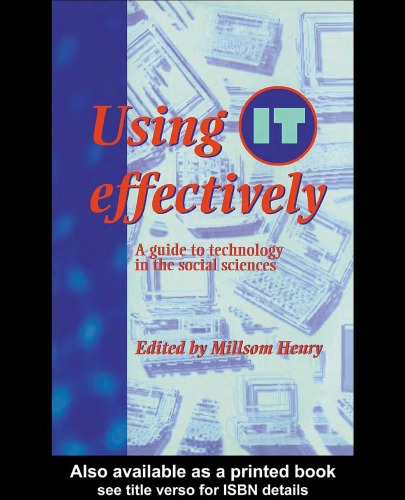 Using IT
effectively
A guide to technology
in the social sciences
Edited by Millsom Henry
Also available as a printed book
see title verso for ISBN details